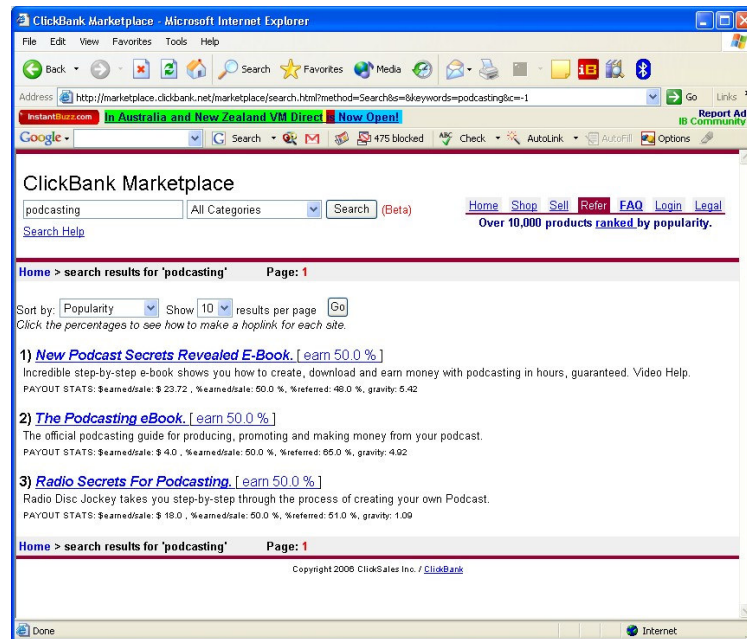 ClickBank Marketplace - Microsoft Internet Explorer
File Edit View Favorites Tools Help
Back Search Favorites Media iB
Address http://marketplace.clickbank.net/marketplace/search.html?method=Search&s=&keywords=podcasting&c=-1 Go Links
InstantBuzz.com In Australia and New Zealand VM Direct is Now Open! Report Ad
IB Community
Google Search 475 blocked Check AutoLink AutoFill Options
ClickBank Marketplace
podcasting All Categories Search (Beta) Home Shop Sell Refer FAQ Login Legal
Over 10,000 products ranked by popularity.
Search Help
Home > search results for 'podcasting' Page: 1
Sort by: Popularity Show 10 results per page Go
Click the percentages to see how to make a hoplink for each site.
1) New Podcast Secrets Revealed E-Book. [ earn 50.0 % ]
Incredible step-by-step e-book shows you how to create, download and earn money with podcasting in hours, guaranteed. Video Help.
PAYOUT STATS: $earned/sale: $ 23.72 , %earned/sale: 50.0 %, %referred: 48.0 %, gravity: 5.42
2) The Podcasting eBook. [ earn 50.0 % ]
The official podcasting guide for producing, promoting and making money from your podcast.
PAYOUT STATS: $earned/sale: $ 4.0 , %earned/sale: 50.0 %, %referred: 65.0 %, gravity: 4.92
3) Radio Secrets For Podcasting. [ earn 50.0 % ]
Radio Disc Jockey takes you step-by-step through the process of creating your own Podcast.
PAYOUT STATS: $earned/sale: $ 18.0 , %earned/sale: 50.0 %, %referred: 51.0 %, gravity: 1.09
Home > search results for 'podcasting' Page: 1
Copyright 2006 ClickSales Inc. / ClickBank
Done Internet